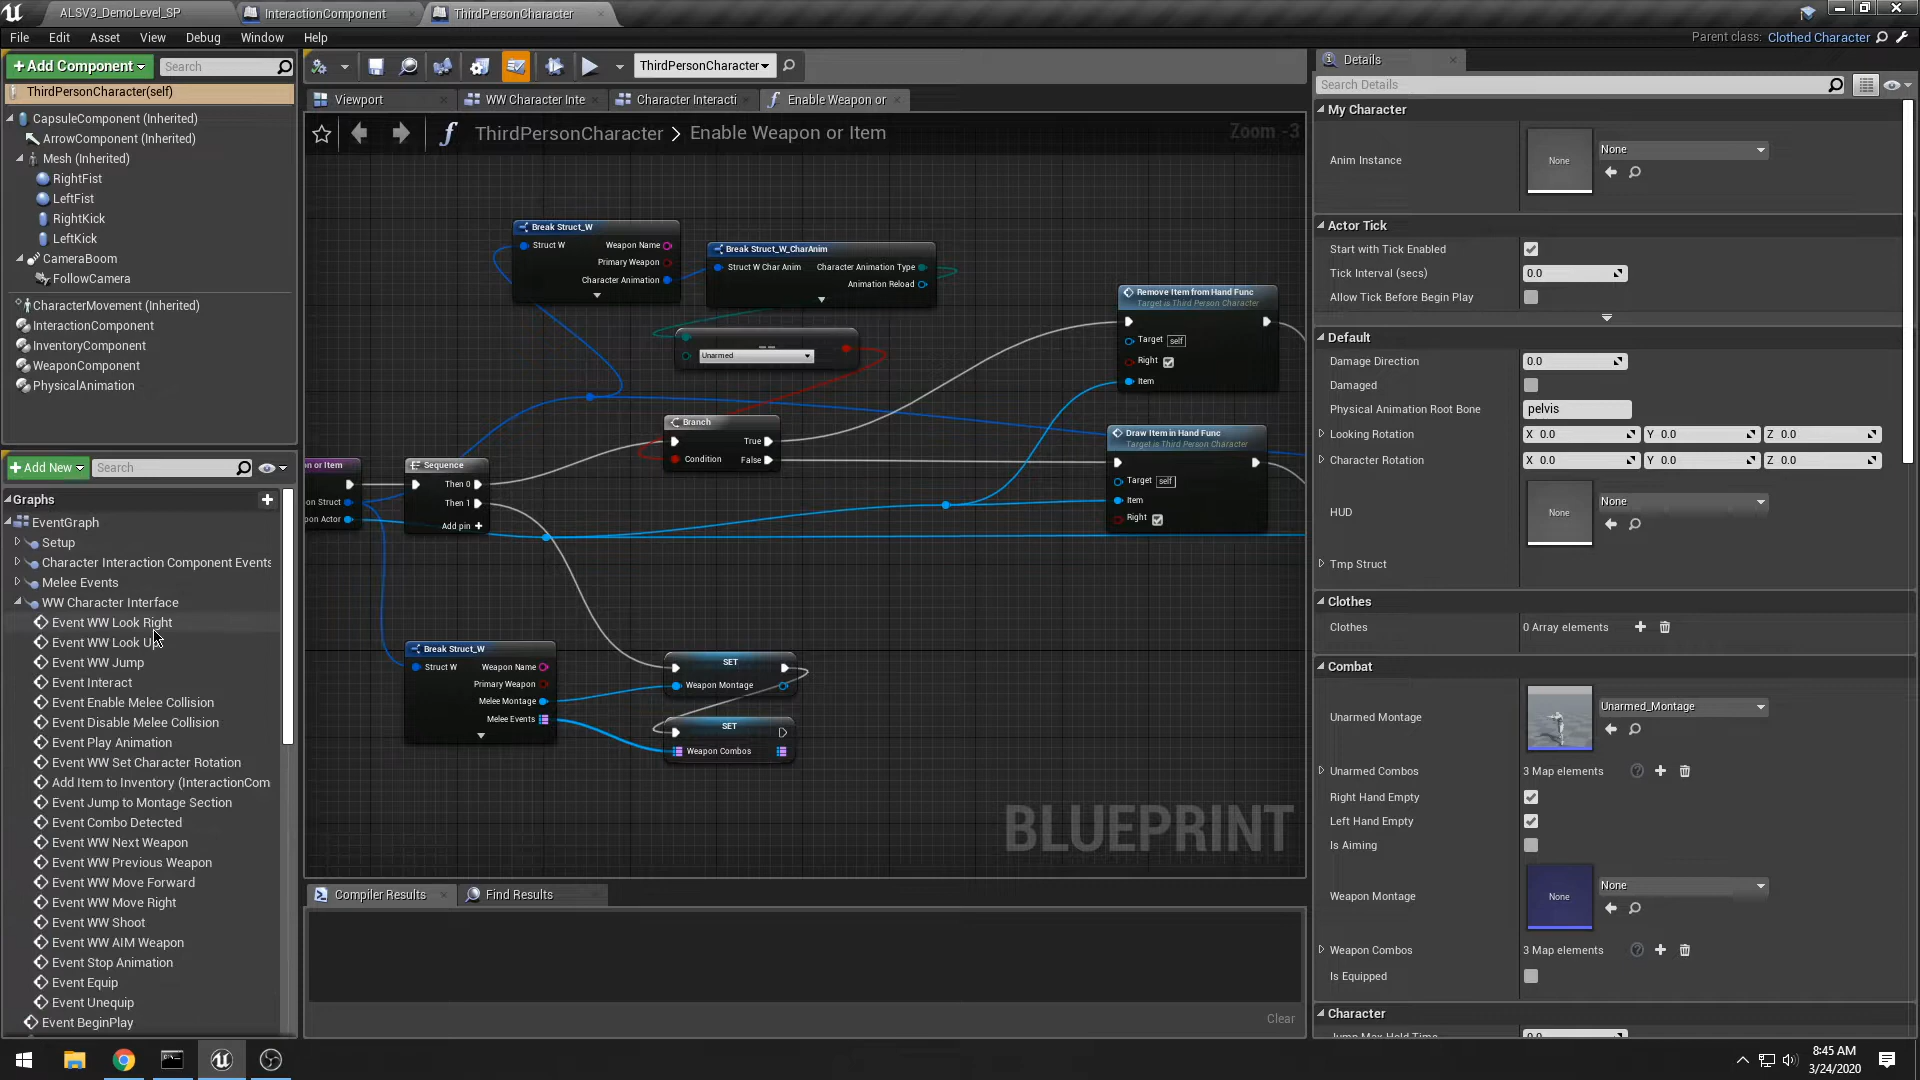 ALSV3_DemoLevel_SP
InteractionComponent
ThirdPersonCharacter
File Edit Asset View Debug Window Help
Parent class: Clothed Character
+Add Component
Search
ThirdPersonCharacter(self)
CapsuleComponent (Inherited)
ArrowComponent (Inherited)
Mesh (Inherited)
RightFist
LeftFist
RightKick
LeftKick
CameraBoom
FollowCamera
CharacterMovement (Inherited)
InteractionComponent
InventoryComponent
WeaponComponent
PhysicalAnimation
+Add New
Search
Graphs
EventGraph
Setup
Character Interaction Component Events
Melee Events
WW Character Interface
Event WW Look Right
Event WW Look Up
Event WW Jump
Event Interact
Event Enable Melee Collision
Event Disable Melee Collision
Event Play Animation
Event WW Set Character Rotation
Add Item to Inventory (InteractionCom
Event Jump to Montage Section
Event Combo Detected
Event WW Next Weapon
Event WW Previous Weapon
Event WW Move Forward
Event WW Move Right
Event WW Shoot
Event WW AIM Weapon
Event Stop Animation
Event Equip
Event Unequip
Event BeginPlay
ThirdPersonCharacter
Viewport
WW Character Inte
Character Interacti
Enable Weapon or
ThirdPersonCharacter > Enable Weapon or Item
Zoom -3
Break Struct_W
Struct W Weapon Name
Primary Weapon
Character Animation
Break Struct_W_CharAnim
Struct W Char Anim Character Animation Type
Animation Reload
==
Unarmed
Remove Item from Hand Func
Target is Third Person Character
Target self
Right
Item
Branch
True
Condition False
Draw Item in Hand Func
Target is Third Person Character
Target self
Item
Right
n or Item
on Struct
pon Actor
Sequence
Then 0
Then 1
Add pin +
Break Struct_W
Struct W Weapon Name
Primary Weapon
Melee Montage
Melee Events
SET
Weapon Montage
SET
Weapon Combos
BLUEPRINT
Compiler Results
Find Results
Clear
Details
Search Details
My Character
Anim Instance
None
None
Actor Tick
Start with Tick Enabled
Tick Interval (secs) 0.0
Allow Tick Before Begin Play
Default
Damage Direction 0.0
Damaged
Physical Animation Root Bone pelvis
Looking Rotation X 0.0 Y 0.0 Z 0.0
Character Rotation X 0.0 Y 0.0 Z 0.0
HUD
None
None
Tmp Struct
Clothes
Clothes 0 Array elements
Combat
Unarmed Montage
Unarmed_Montage
Unarmed Combos 3 Map elements
Right Hand Empty
Left Hand Empty
Is Aiming
Weapon Montage
None
None
Weapon Combos 3 Map elements
Is Equipped
Character
Jump Max Hold Time 0.0
8:45 AM
3/24/2020